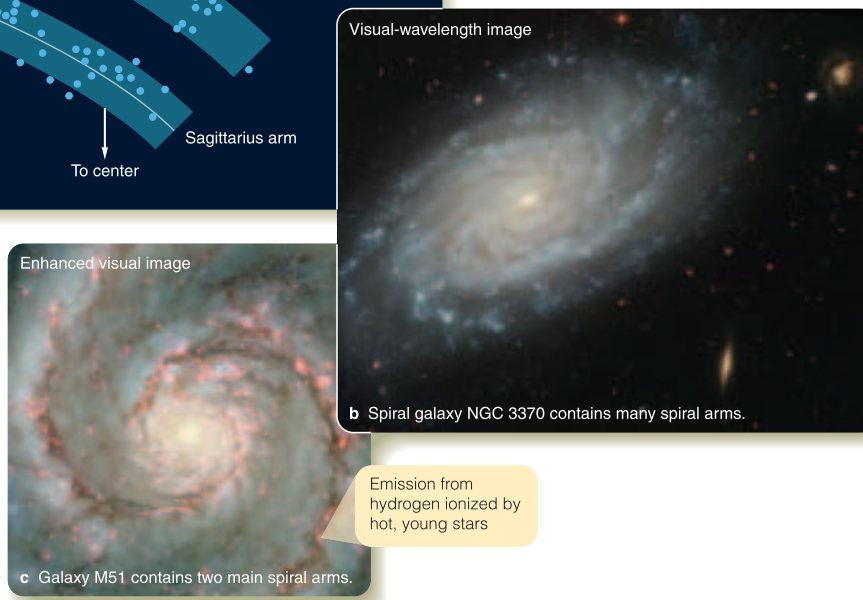 Sagittarius arm
To center
Visual-wavelength image
b Spiral galaxy NGC 3370 contains many spiral arms.
Enhanced visual image
Emission from
hydrogen ionized by
hot, young stars
c Galaxy M51 contains two main spiral arms.